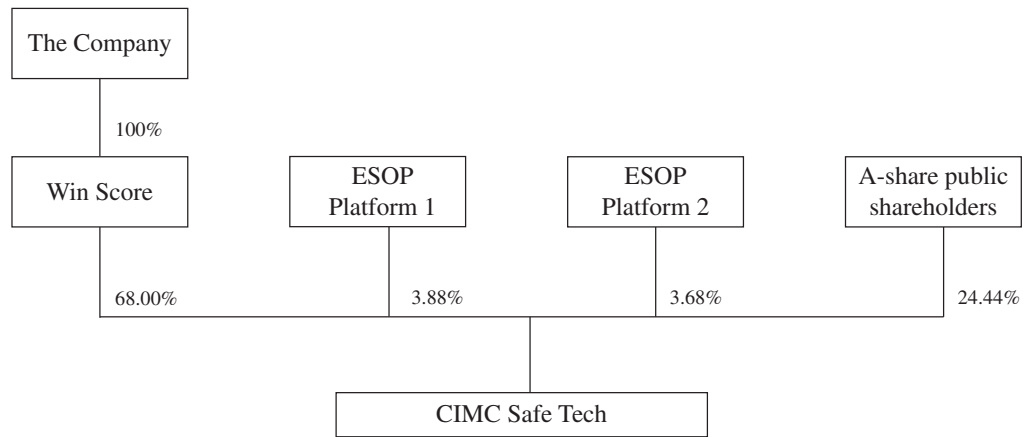 The Company
100%
Win Score
ESOP
Platform 1
ESOP
Platform 2
A-share public
shareholders
68.00%
3.88%
3.68%
24.44%
CIMC Safe Tech